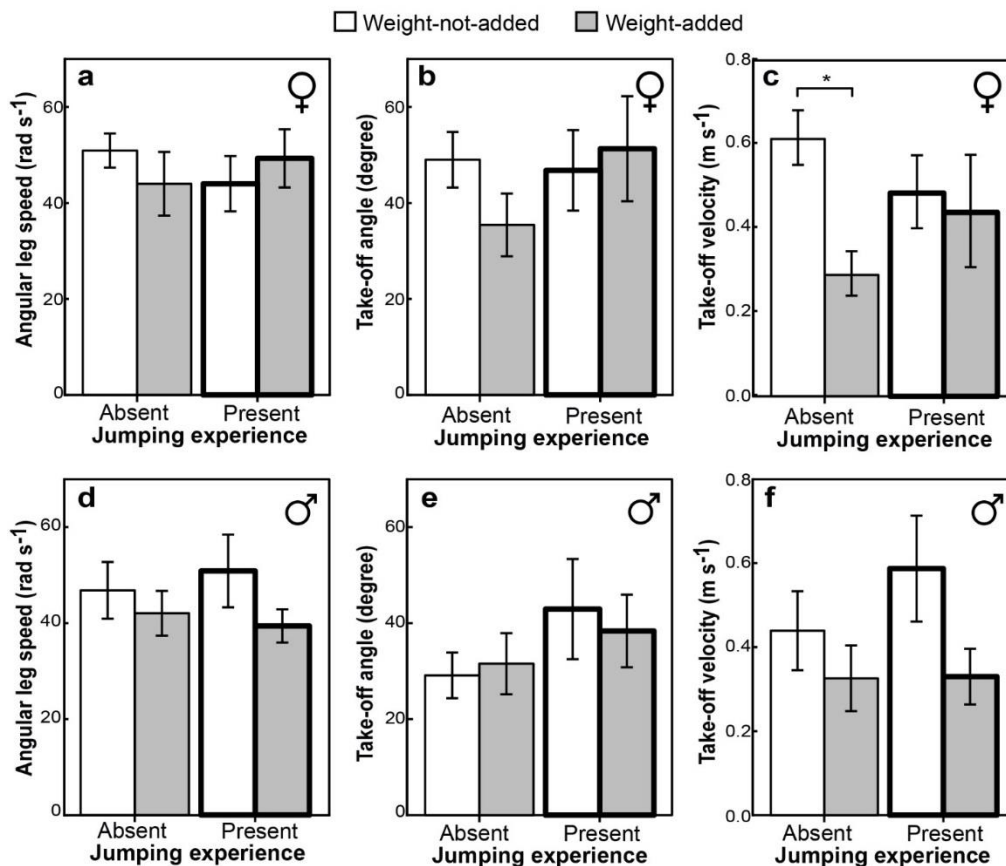 Weight-not-added Weight-added
a
Angular leg speed (rad s-1)
60
40
20
0
Absent Present
Jumping experience
b
Take-off angle (degree)
60
40
20
0
Absent Present
Jumping experience
c
Take-off velocity (m s-1)
0.8
0.6
0.4
0.2
0.0
*
Absent Present
Jumping experience
d
Angular leg speed (rad s-1)
60
40
20
0
Absent Present
Jumping experience
e
Take-off angle (degree)
60
40
20
0
Absent Present
Jumping experience
f
Take-off velocity (m s-1)
0.8
0.6
0.4
0.2
0.0
Absent Present
Jumping experience